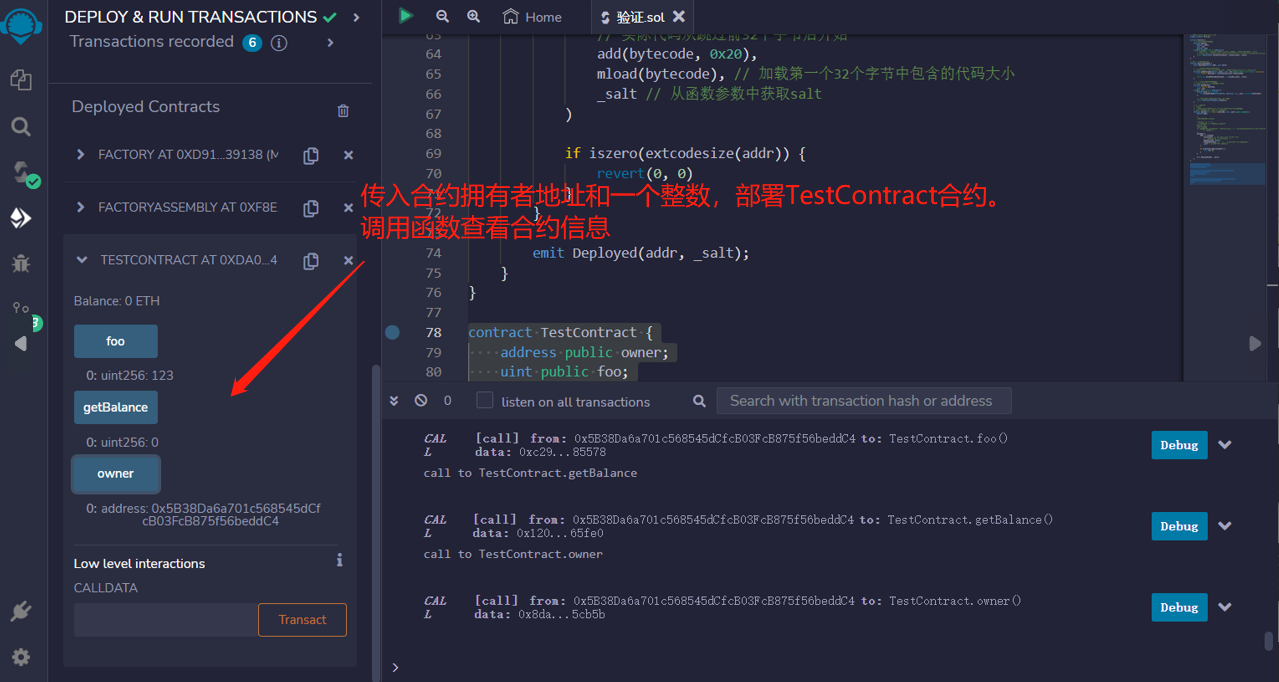 DEPLOY & RUN TRANSACTIONS
Transactions recorded 6 i
Deployed Contracts
FACTORY AT 0XD91...39138 (M
FACTORYASSEMBLY AT 0XF8E
TESTCONTRACT AT 0XDA0...4
Balance: 0 ETH
foo
0: uint256: 123
getBalance
0: uint256: 0
owner
0: address: 0x5B38Da6a701c568545dCf
cB03FcB875f56beddC4
Low level interactions
CALLDATA
Transact
3
Home
验证.sol
63 // 实际代码从跳过前32个字节后开始
64 add(bytecode, 0x20),
65 mload(bytecode), // 加载第一个32个字节中包含的代码大小
66 _salt // 从函数参数中获取salt
67 )
68
69 if iszero(extcodesize(addr)) {
70 revert(0, 0)
}
72 }
传入合约拥有者地址和一个整数，部署TestContract合约。
调用函数查看合约信息
74 emit Deployed(addr, _salt);
75 }
76 }
77
78 contract TestContract {
79 address public owner;
80 uint public foo;
0 listen on all transactions Search with transaction hash or address
CAL
L
[call] from: 0x5B38Da6a701c568545dCfcB03FcB875f56beddC4 to: TestContract.foo()
data: 0xc29...85578
Debug
call to TestContract.getBalance
CAL
L
[call] from: 0x5B38Da6a701c568545dCfcB03FcB875f56beddC4 to: TestContract.getBalance()
data: 0x120...65fe0
Debug
call to TestContract.owner
CAL
L
[call] from: 0x5B38Da6a701c568545dCfcB03FcB875f56beddC4 to: TestContract.owner()
data: 0x8da...5cb5b
Debug
>